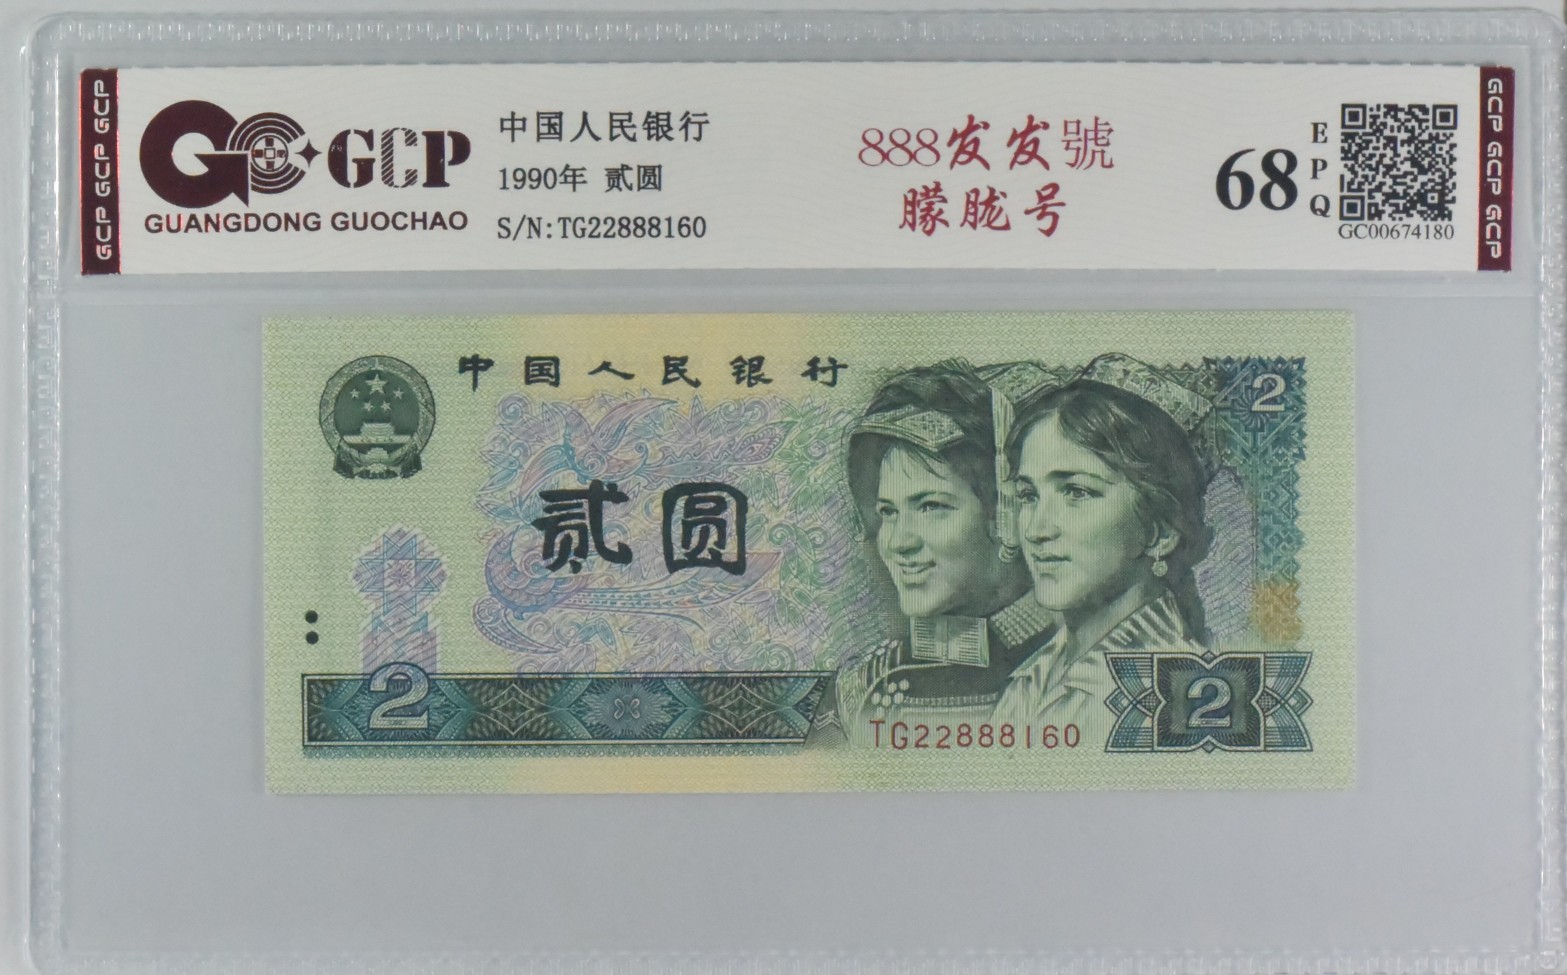 GCP GCP GCP
GCP
GUANGDONG GUOCHAO
中国人民银行
1990年 贰圆
S/N:TG22888160
888发发號
朦胧号
68
EPQ
GC00674180
GCP GCP GCP
中国人民银行
2
贰圆
2
2
TG22888160